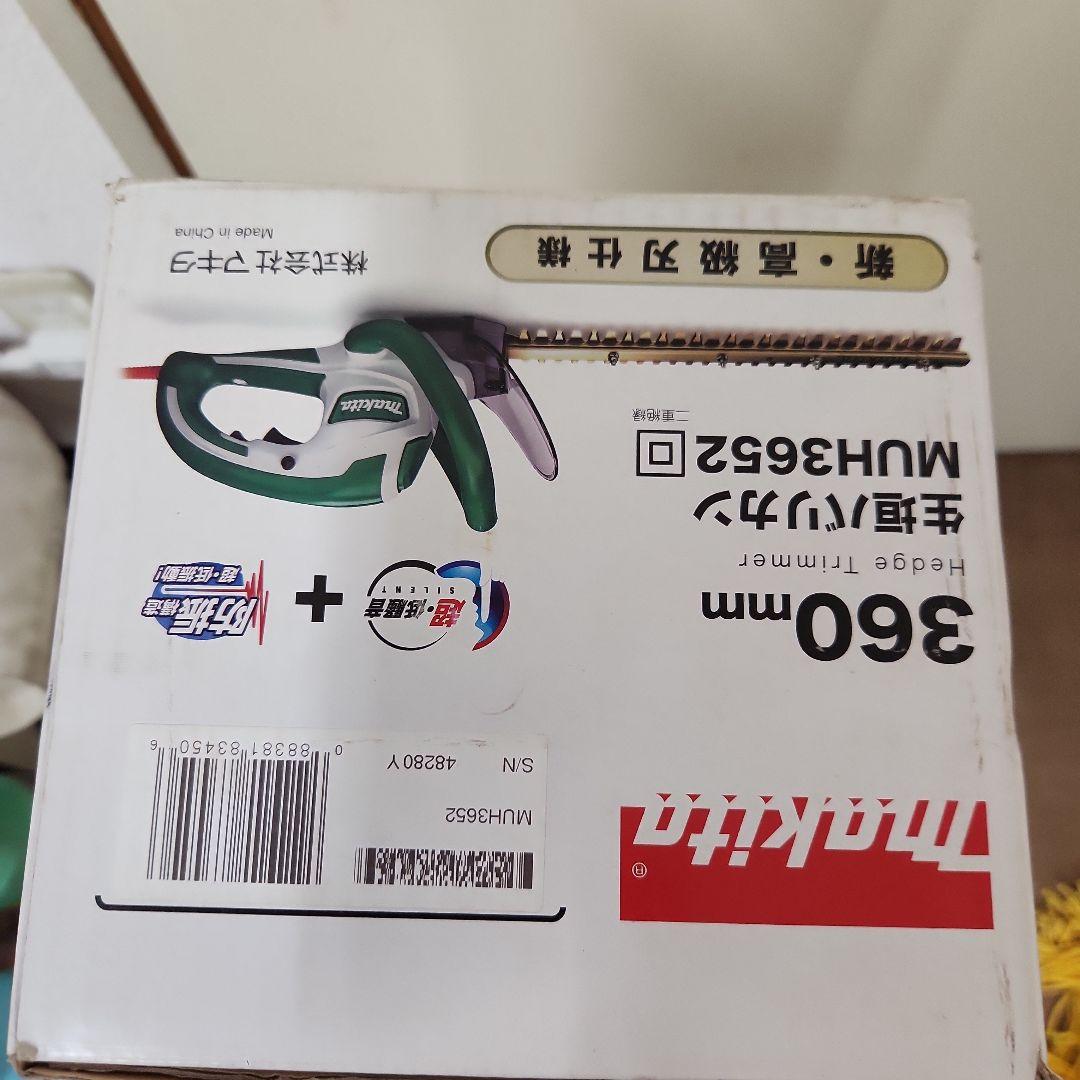 makita®
MUH3652
S/N 48280Y
0 88381 83450 6
360mm
Hedge Trimmer
生垣バリカン
MUH3652
二重絶縁
超・低騒音
SILENT
+
防振構造
超・低振動!
makita
新・高級刃仕様
株式会社マキタ
Made in China